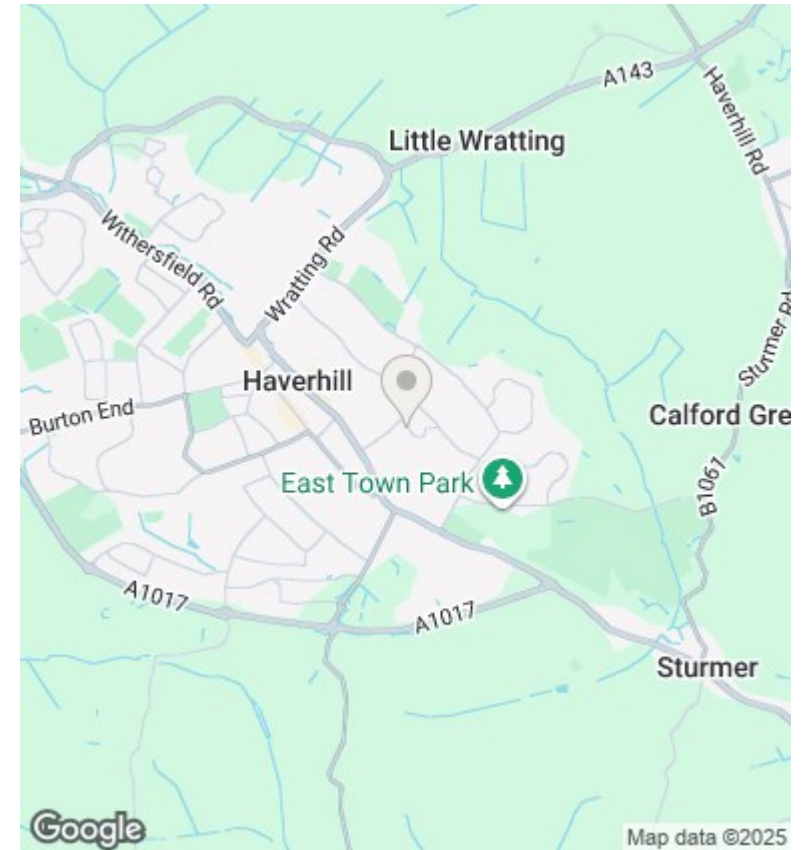 A143
Haverhill Rd
Little Wratting
Withersfield Rd
Wratting Rd
Sturmer Rd
Haverhill
Burton End
Calford Gre
East Town Park
B1061
A1017
A1017
Sturmer
Google
Map data ©2025